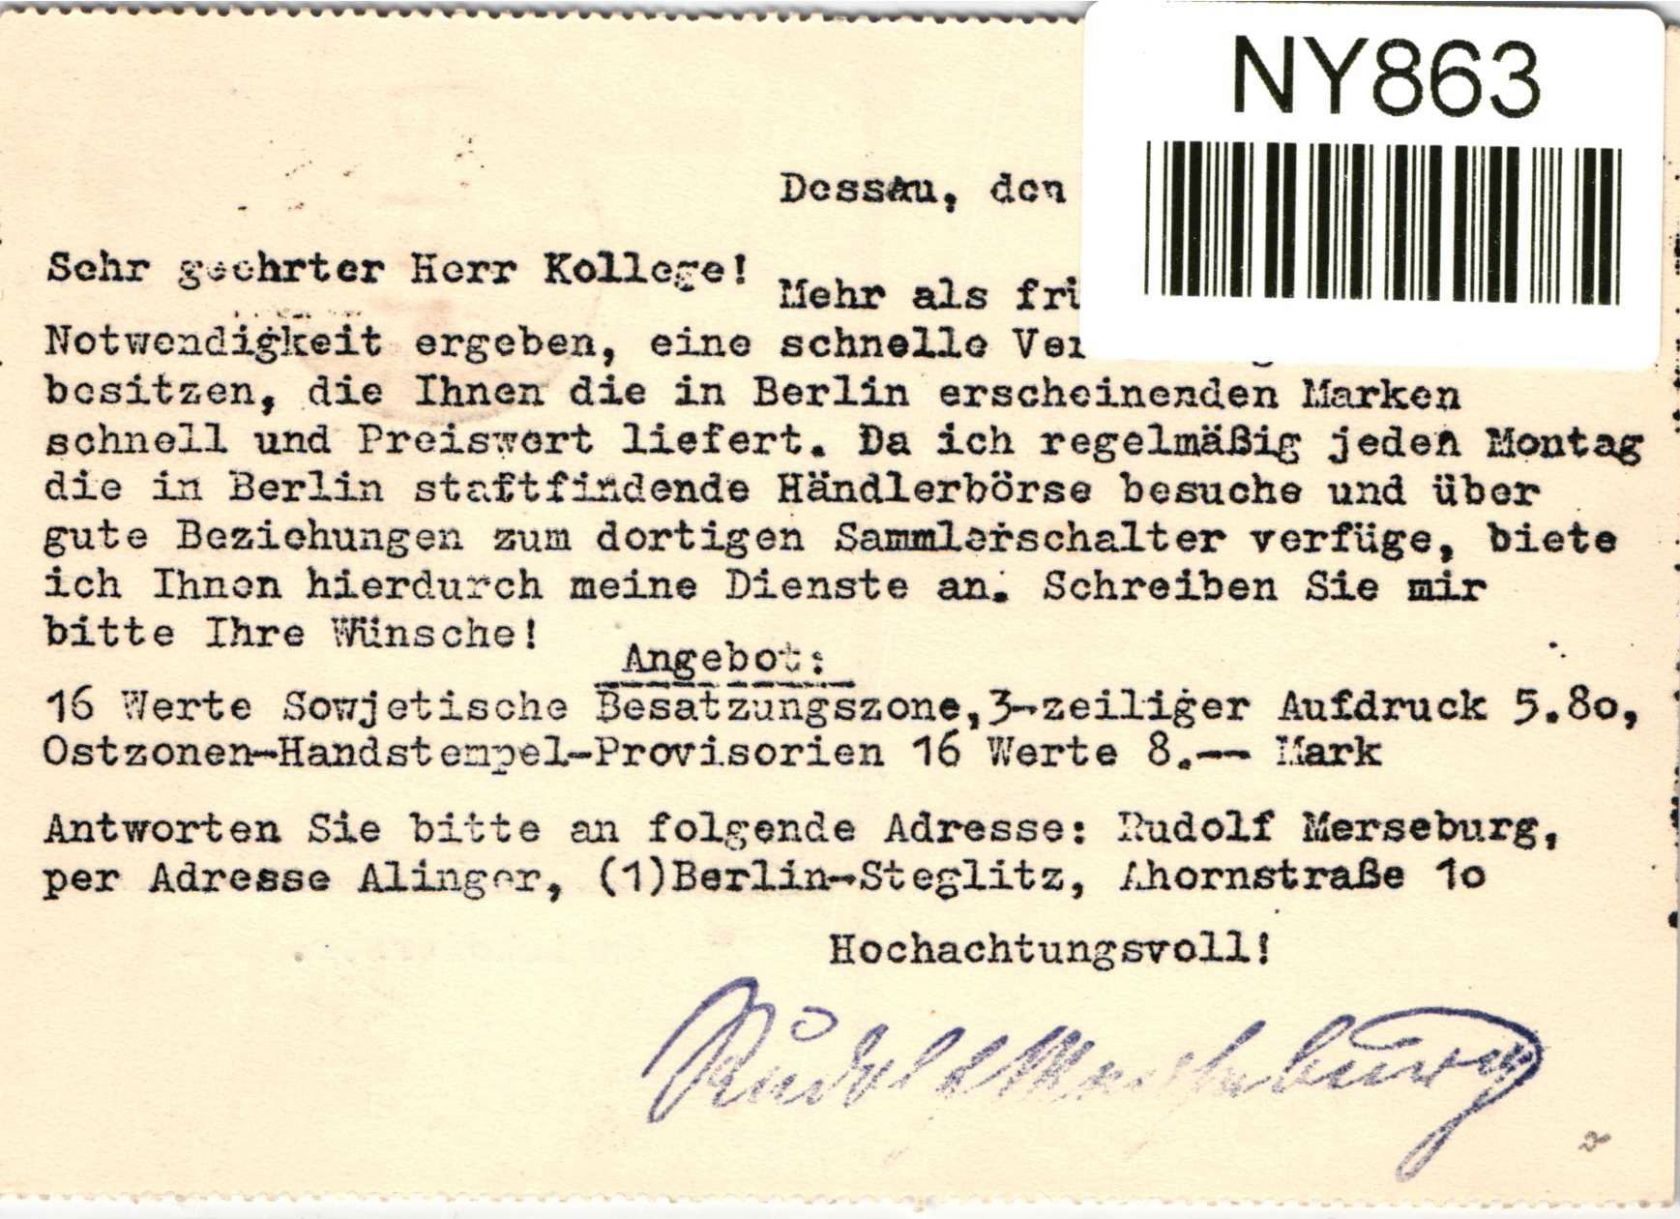 NY863
Dessau, den
Sehr geehrter Herr Kollege!
Mehr als
Notwendigkeit ergeben, eine schnelle
besitzen, die Ihnen die in Berlin erscheinenden Marken
schnell und Preiswert liefert. Da ich regelmäßig jeden Montag
die in Berlin stattfindende Händlerbörse besuche und über
gute Beziehungen zum dortigen Sammlerschalter verfüge, biete
ich Ihnen hierdurch meine Dienste an. Schreiben Sie mir
bitte Ihre Wünsche!
Angebot:
16 Werte Sowjetische Besatzungszone,3-zeiliger Aufdruck 5.8o,
Ostzonen-Handstempel-Provisorien 16 Werte 8.-- Mark
Antworten Sie bitte an folgende Adresse: Rudolf Merseburg,
per Adresse Alinger, (1)Berlin-Steglitz, Ahornstraße 1o
Hochachtungsvoll!
Rudolf Merseburg